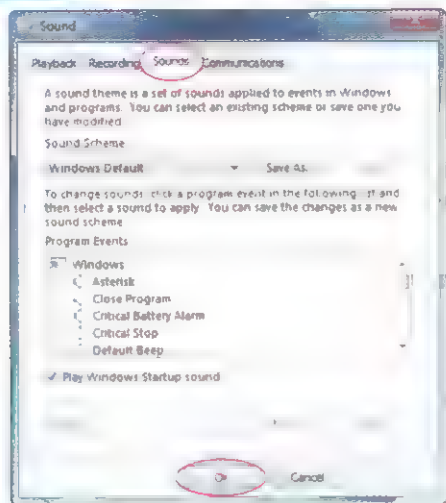 Sound
Playback Recording Sounds Communications
A sound theme is a set of sounds applied to events in Windows
and programs. You can select an existing scheme or save one you
have modified
Sound Scheme
Windows Default Save As
To change sounds, click a program event in the following list and
then select a sound to apply. You can save the changes as a new
sound scheme
Program Events
Windows
Asterisk
Close Program
Critical Battery Alarm
Critical Stop
Default Beep
Play Windows Startup sound
Cancel